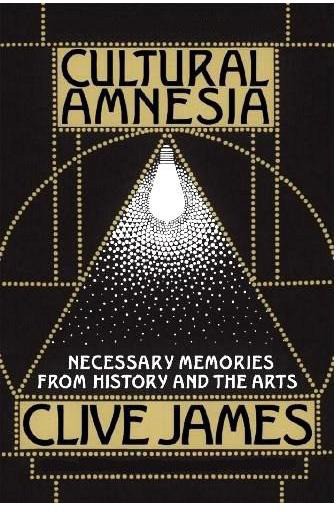 CULTURAL
AMNESIA
NECESSARY MEMORIES
FROM HISTORY AND THE ARTS
CLIVE JAMES